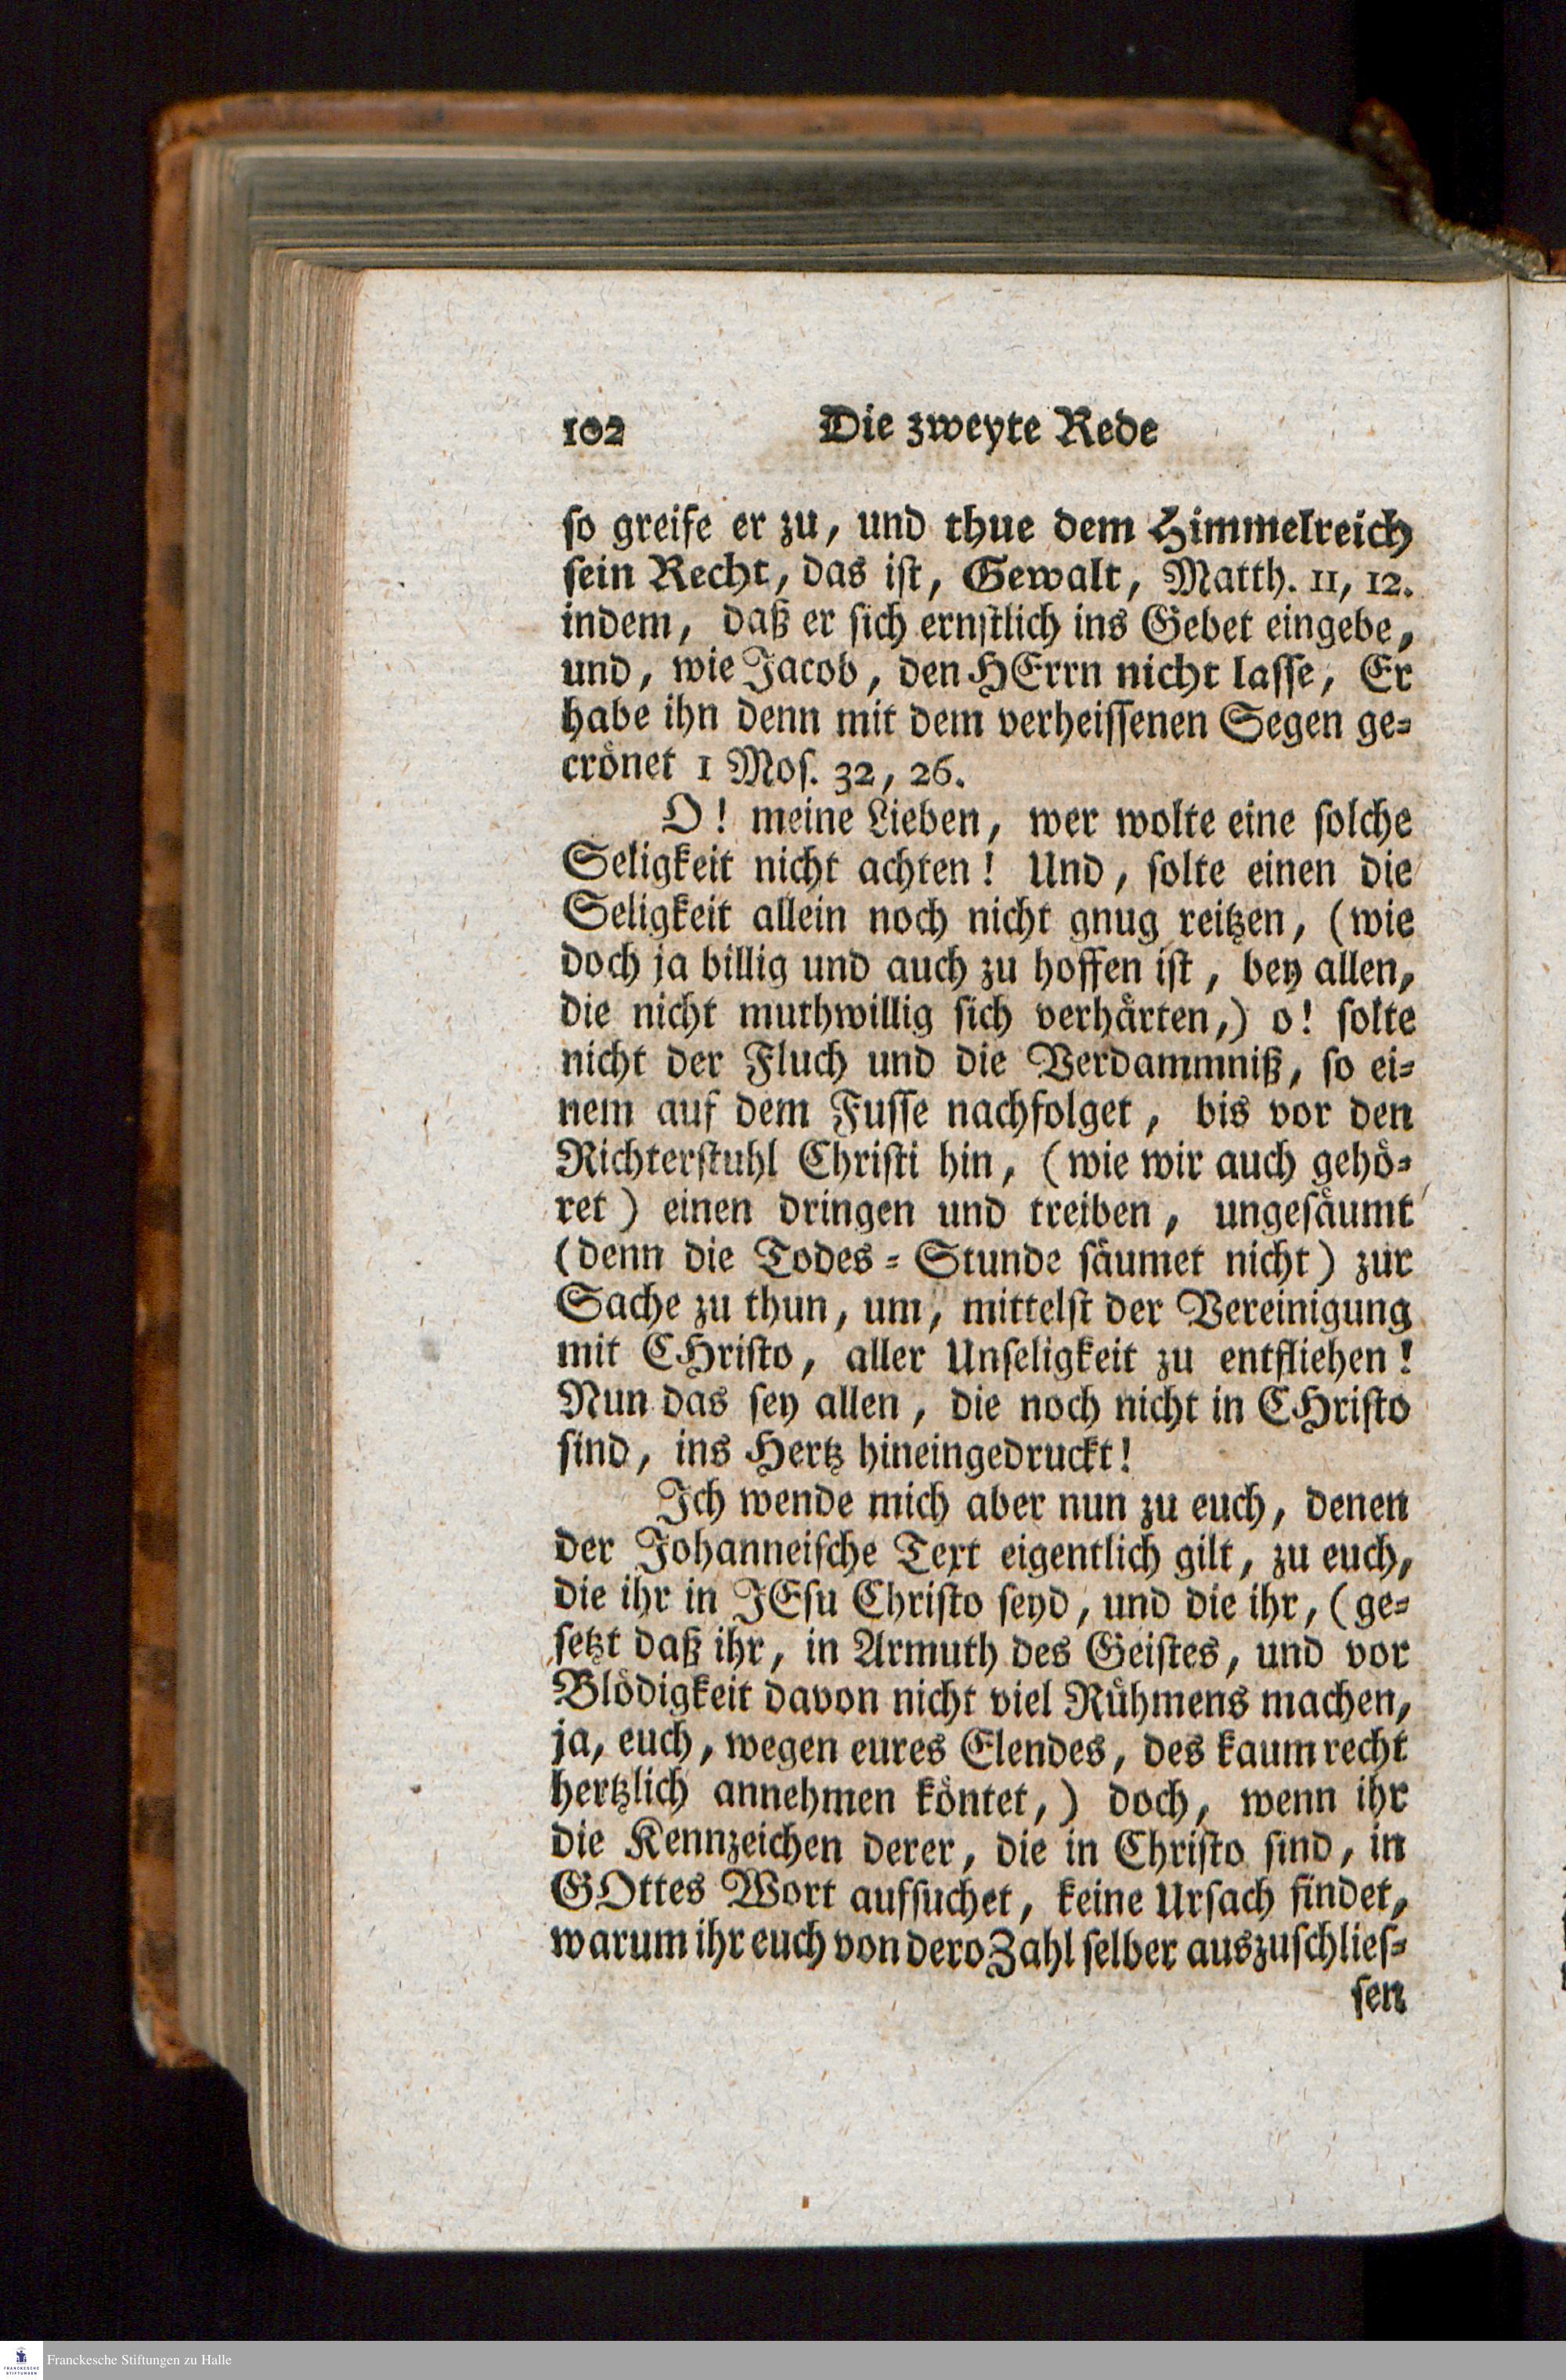 102 Die zweyte Rede
so greife er zu, und thue dem Himmelreich
sein Recht, das ist, Gewalt, Matth. 11, 12.
indem, daß er sich ernstlich ins Gebet eingebe,
und, wie Jacob, den HErrn nicht lasse, Er
habe ihn denn mit dem verheissenen Segen ge-
crönet 1 Mos. 32, 26.
O! meine Lieben, wer wolte eine solche
Seligkeit nicht achten! Und, solte einen die
Seligkeit allein noch nicht gnug reitzen, (wie
doch ja billig und auch zu hoffen ist, bey allen,
die nicht muthwillig sich verhärten,) o! solte
nicht der Fluch und die Verdammniß, so ei-
nem auf dem Fusse nachfolget, bis vor den
Richterstuhl Christi hin, (wie wir auch gehö-
ret) einen dringen und treiben, ungesäumt
(denn die Todes-Stunde säumet nicht) zur
Sache zu thun, um, mittelst der Vereinigung
mit CHristo, aller Unseligkeit zu entfliehen!
Nun das sey allen, die noch nicht in CHristo
sind, ins Hertz hineingedruckt!
Ich wende mich aber nun zu euch, denen
der Johanneische Text eigentlich gilt, zu euch,
die ihr in JEsu Christo seyd, und die ihr, (ge-
setzt daß ihr, in Armuth des Geistes, und vor
Blödigkeit davon nicht viel Rühmens machen,
ja, euch, wegen eures Elendes, des kaum recht
hertzlich annehmen köntet,) doch, wenn ihr
die Kennzeichen derer, die in Christo sind, in
GOttes Wort aufsuchet, keine Ursach findet,
warum ihr euch von dero Zahl selber auszuschlies-
sen
FRANCKESCHE STIFTUNGEN
Franckesche Stiftungen zu Halle